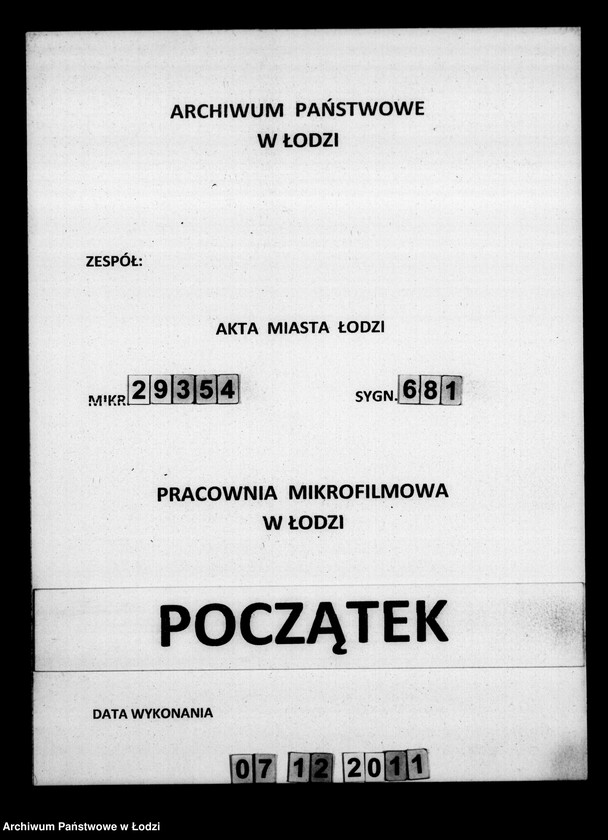 ARCHIWUM PAŃSTWOWE
W ŁODZI
ZESPÓŁ:
AKTA MIASTA ŁODZI
MIKR. 29354 SYGN. 681
PRACOWNIA MIKROFILMOWA
W ŁODZI
POCZĄTEK
DATA WYKONANIA
07 12 2011
Archiwum Państwowe w Łodzi